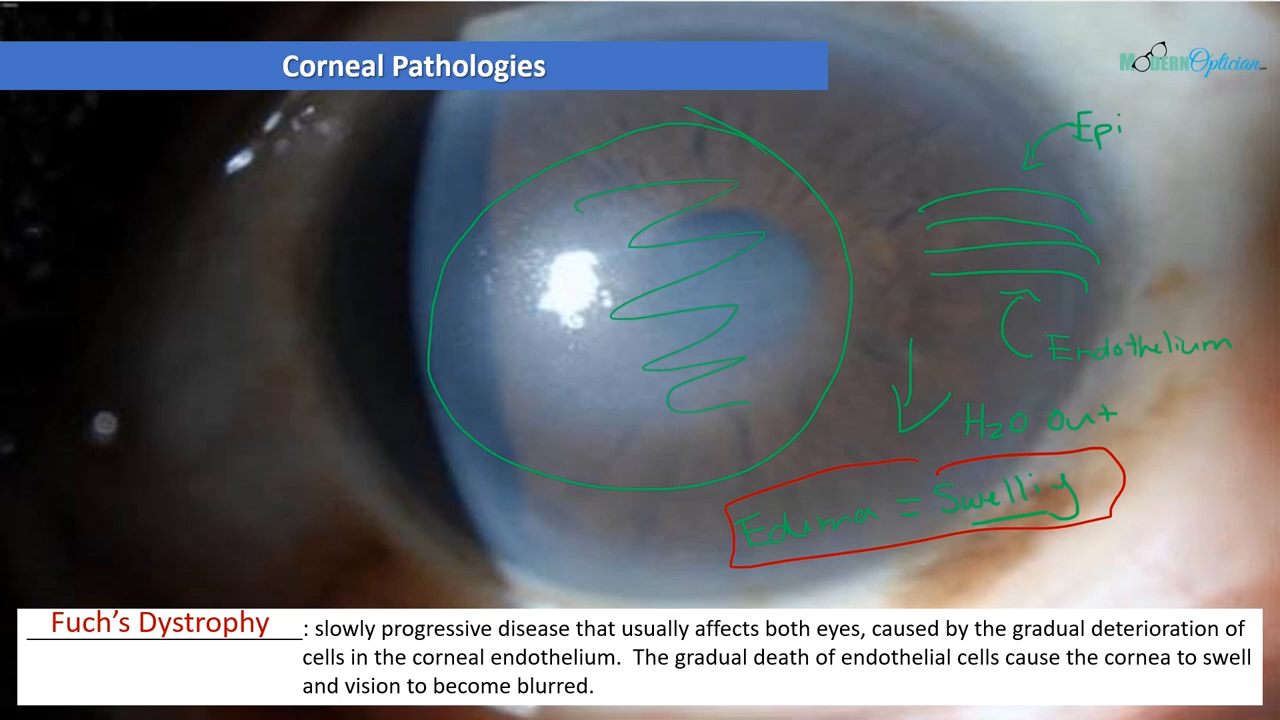 Corneal Pathologies
MODERNOptician.com
Epi
Endothelium
H2O Out
Edema = Swelling
Fuch's Dystrophy : slowly progressive disease that usually affects both eyes, caused by the gradual deterioration of
cells in the corneal endothelium. The gradual death of endothelial cells cause the cornea to swell
and vision to become blurred.